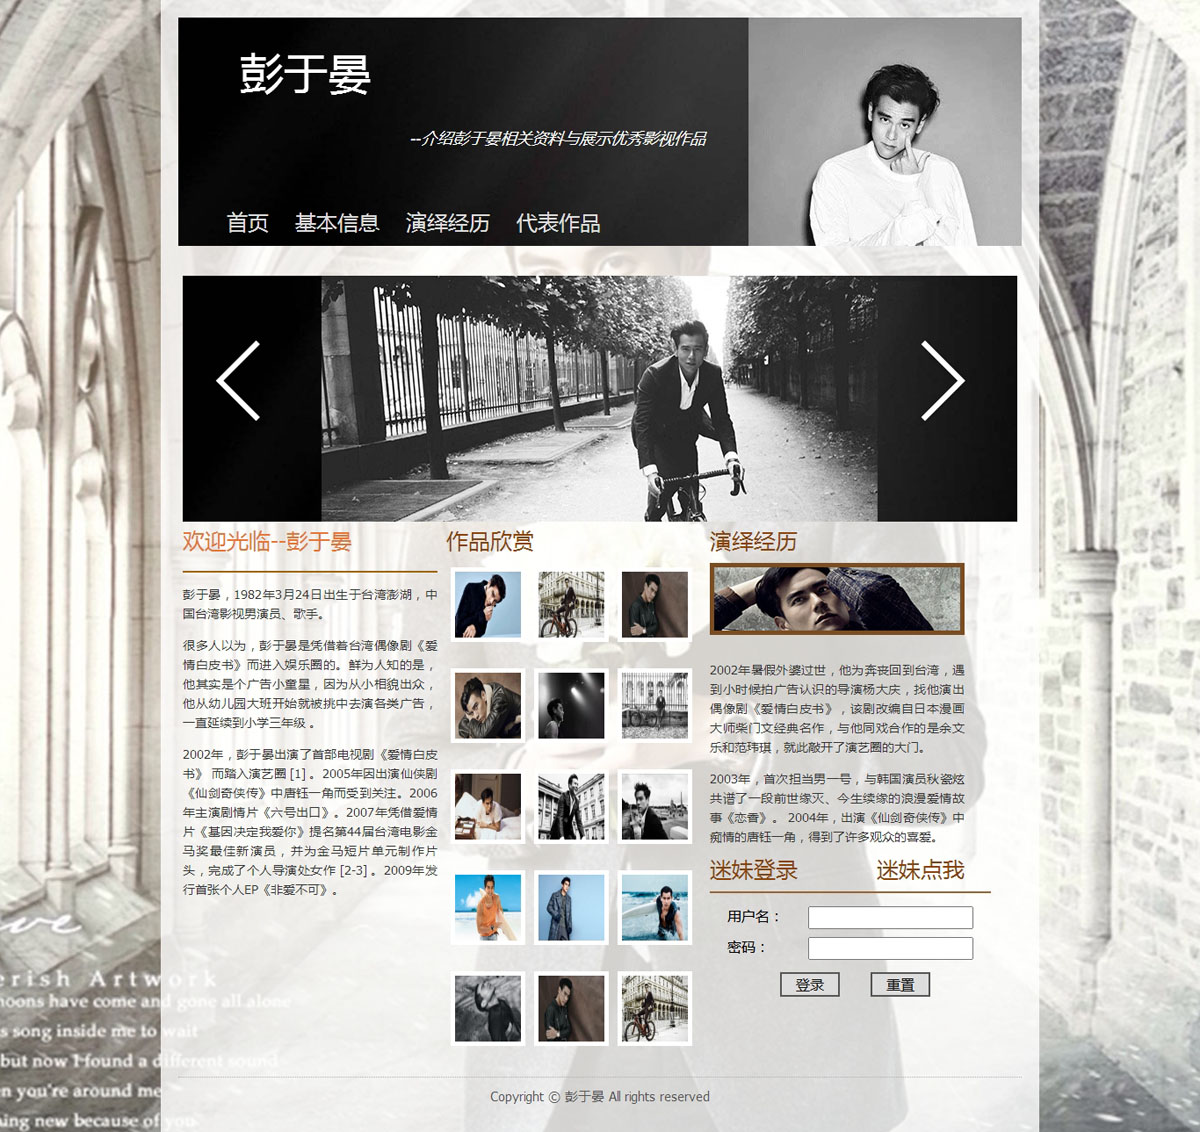 彭于晏
--介绍彭于晏相关资料与展示优秀影视作品
首页 基本信息 演绎经历 代表作品
欢迎光临--彭于晏
彭于晏，1982年3月24日出生于台湾澎湖，中
国台湾影视男演员、歌手。
很多人以为，彭于晏是凭借着台湾偶像剧《爱
情白皮书》而进入娱乐圈的。鲜为人知的是，
他其实是个广告小童星，因为从小相貌出众，
他从幼儿园大班开始就被挑中去演各类广告，
一直延续到小学三年级 。
2002年，彭于晏出演了首部电视剧《爱情白皮
书》 而踏入演艺圈 [1] 。2005年因出演仙侠剧
《仙剑奇侠传》中唐钰一角而受到关注。2006
年主演剧情片《六号出口》。2007年凭借爱情
片《基因决定我爱你》提名第44届台湾电影金
马奖最佳新演员，并为金马短片单元制作片
头，完成了个人导演处女作 [2-3] 。2009年发
行首张个人EP《非爱不可》。
作品欣赏
演绎经历
2002年暑假外婆过世，他为奔丧回到台湾，遇
到小时候拍广告认识的导演杨大庆，找他演出
偶像剧《爱情白皮书》，该剧改编自日本漫画
大师柴门文经典名作，与他同戏合作的是余文
乐和范玮琪，就此敲开了演艺圈的大门。
2003年，首次担当男一号，与韩国演员秋瓷炫
共谱了一段前世缘灭、今生续缘的浪漫爱情故
事《恋香》。 2004年，出演《仙剑奇侠传》中
痴情的唐钰一角，得到了许多观众的喜爱。
迷妹登录 迷妹点我
用户名：
密码：
登录 重置
ve
erish Artwork
noons have come and gone all alone
s song inside me to wait
but now I found a different sound
n you're around me
ning new because of you
Copyright © 彭于晏 All rights reserved